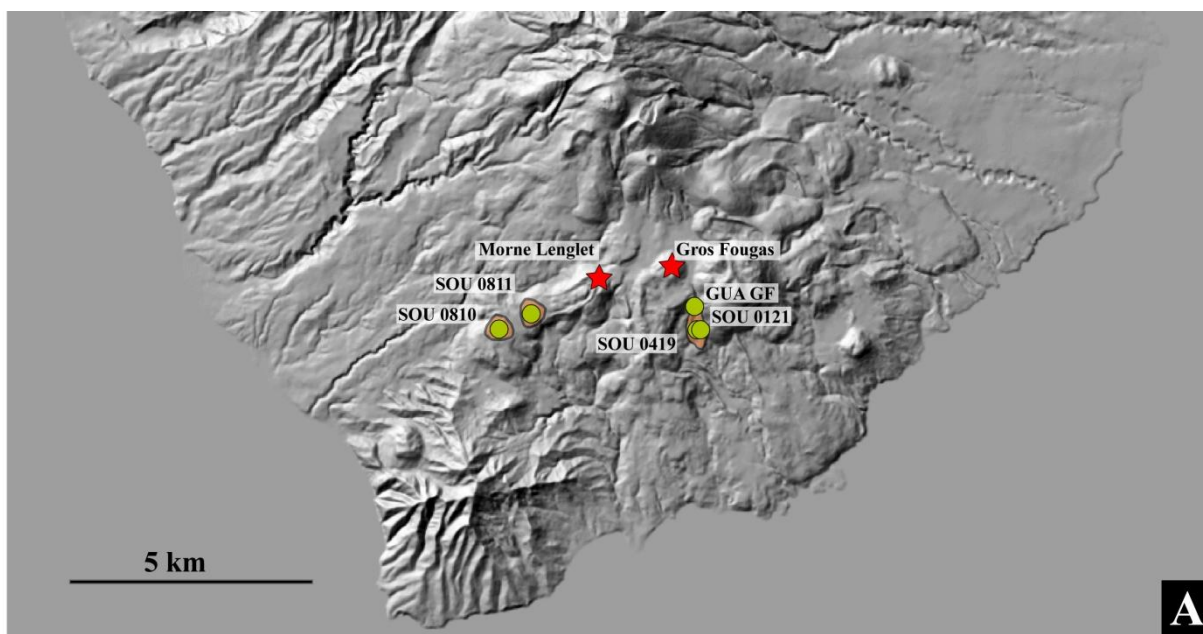 Morne Lenglet
Gros Fougas
SOU 0811
GUA GF
SOU 0810
SOU 0121
SOU 0419
5 km
A